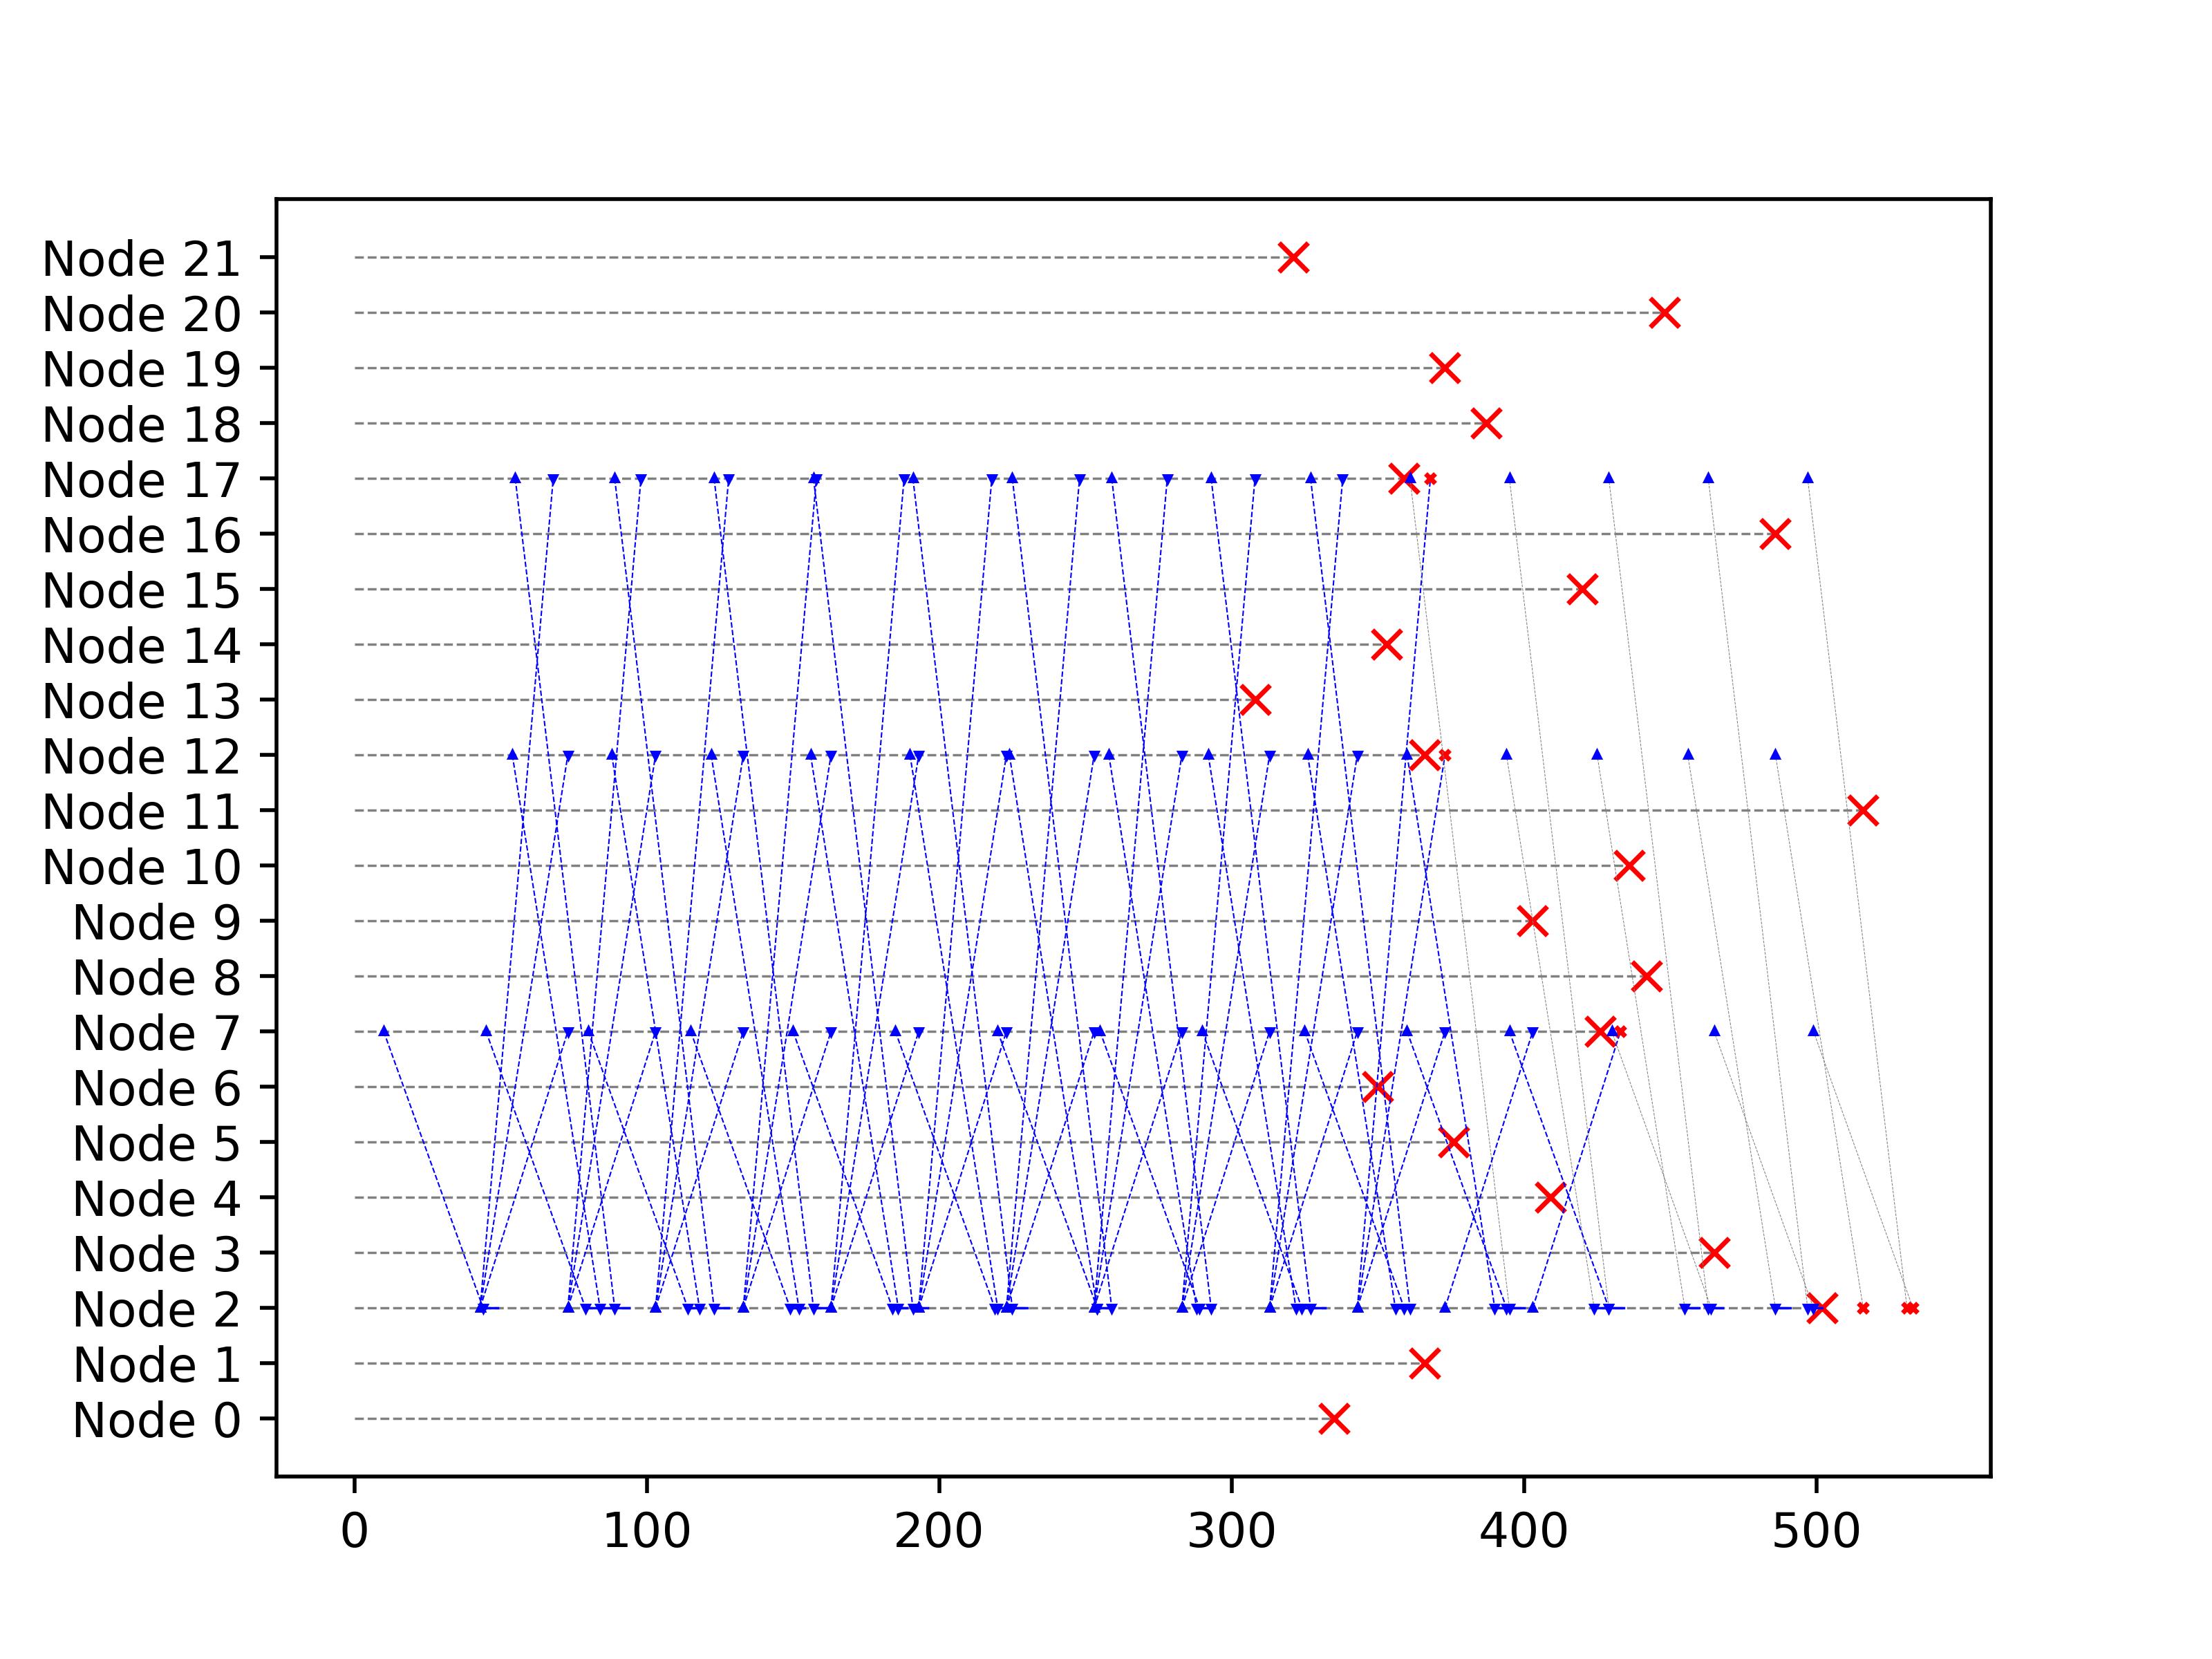 Node 21
Node 20
Node 19
Node 18
Node 17
Node 16
Node 15
Node 14
Node 13
Node 12
Node 11
Node 10
Node 9
Node 8
Node 7
Node 6
Node 5
Node 4
Node 3
Node 2
Node 1
Node 0
0 100 200 300 400 500